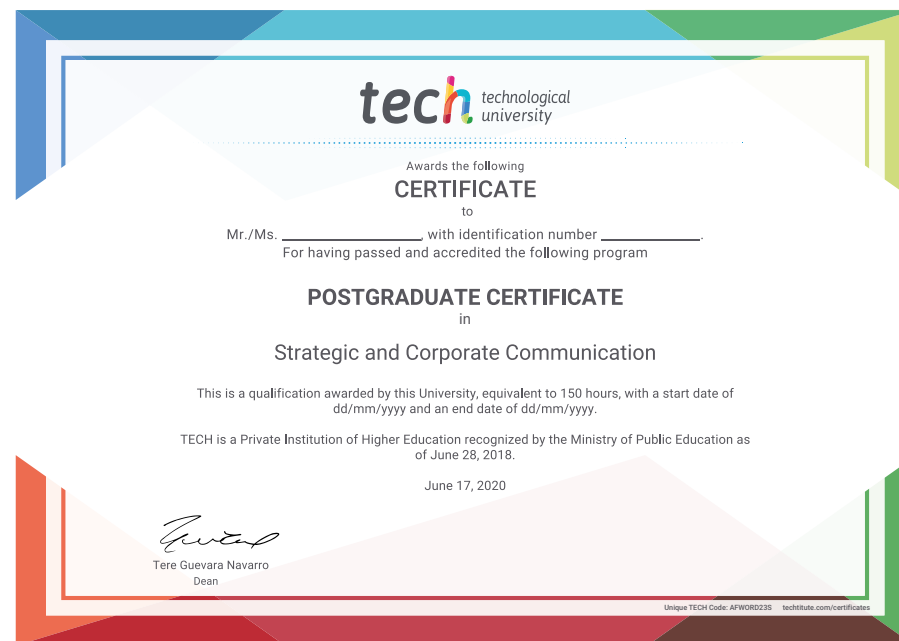 tech technological
university
Awards the following
CERTIFICATE
to
Mr./Ms. ____________________, with identification number ______________.
For having passed and accredited the following program
POSTGRADUATE CERTIFICATE
in
Strategic and Corporate Communication
This is a qualification awarded by this University, equivalent to 150 hours, with a start date of
dd/mm/yyyy and an end date of dd/mm/yyyy.
TECH is a Private Institution of Higher Education recognized by the Ministry of Public Education as
of June 28, 2018.
June 17, 2020
Tere Guevara Navarro
Dean
Unique TECH Code: AFWORD23S techtitute.com/certificates